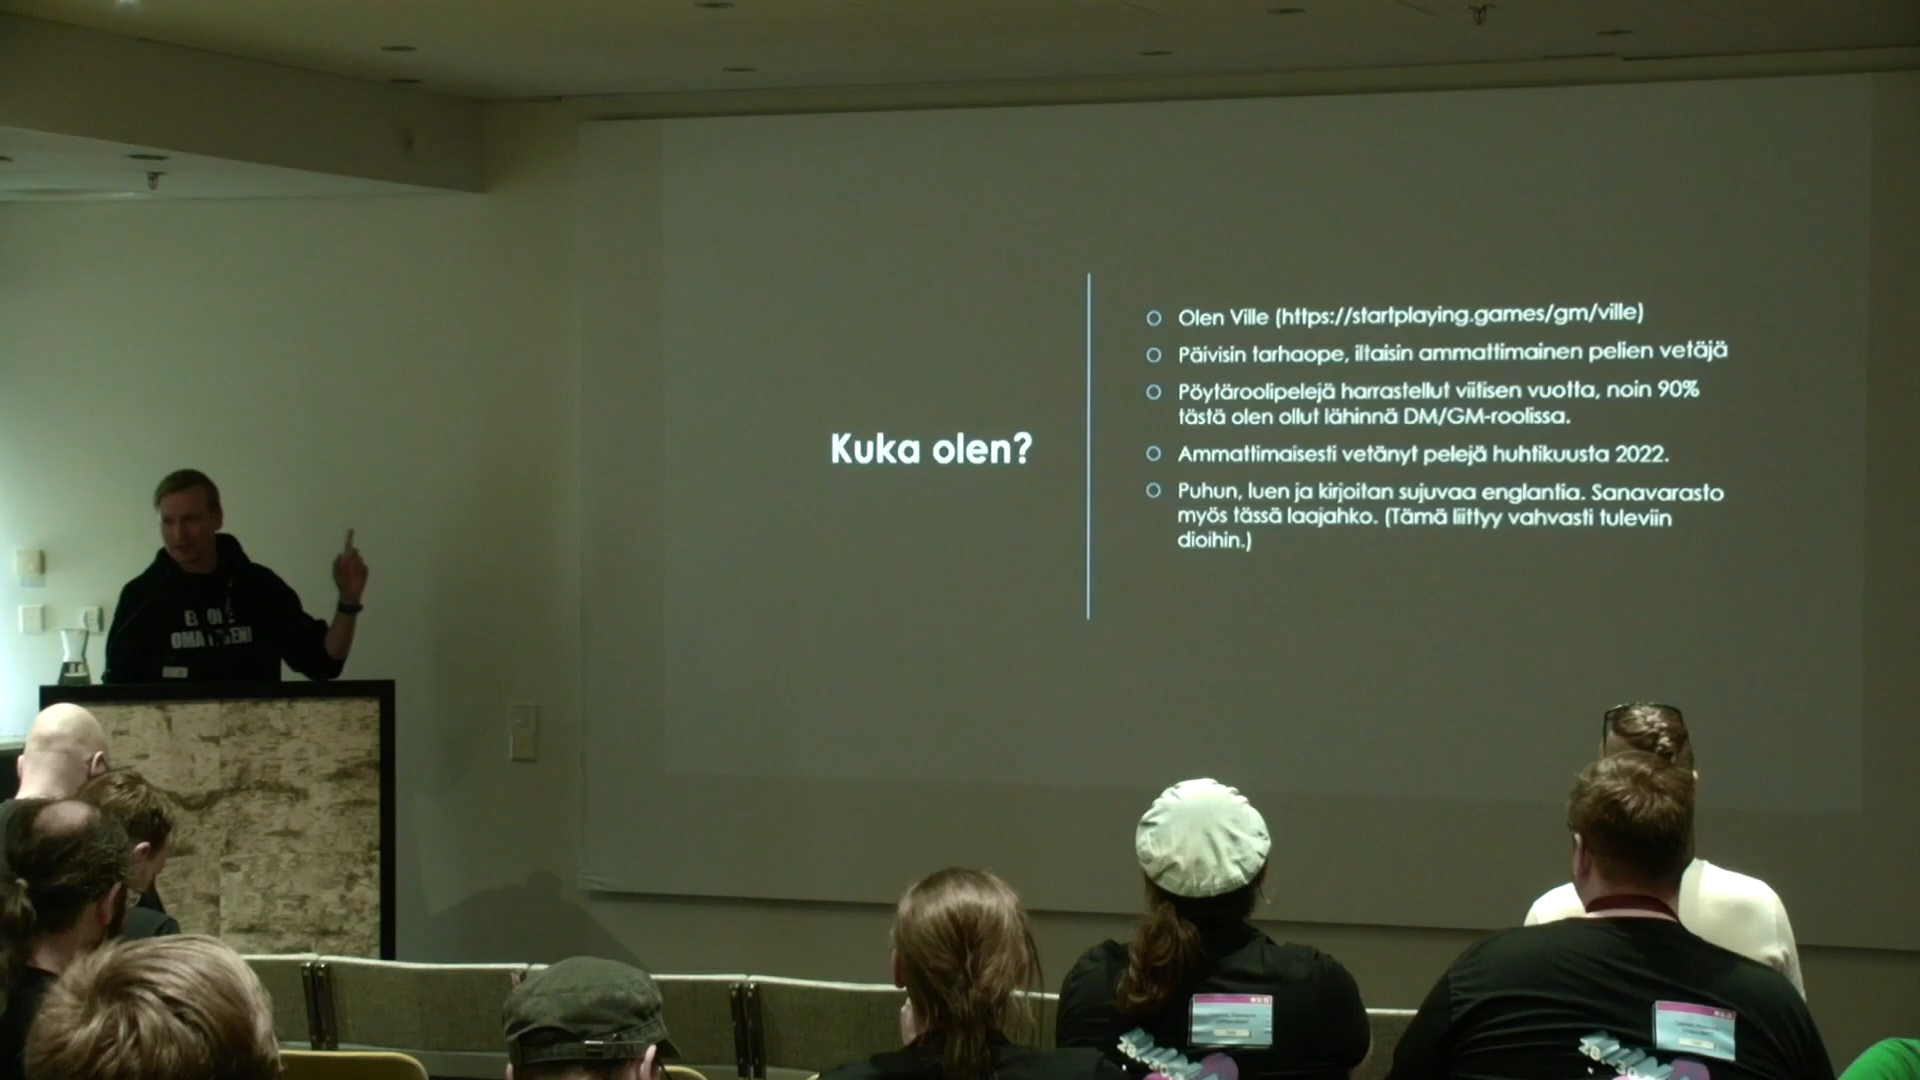 Kuka olen?
Olen Ville (https://startplaying.games/gm/ville)
Päivisin tarhaope, iltaisin ammattimainen pelien vetäjä
Pöytäroolipelejä harrastellut viitisen vuotta, noin 90%
tästä olen ollut lähinnä DM/GM-roolissa.
Ammattimaisesti vetänyt pelejä huhtikuusta 2022.
Puhun, luen ja kirjoitan sujuvaa englantia. Sanavarasto
myös tässä laajahko. (Tämä liittyy vahvasti tuleviin
dioihin.)